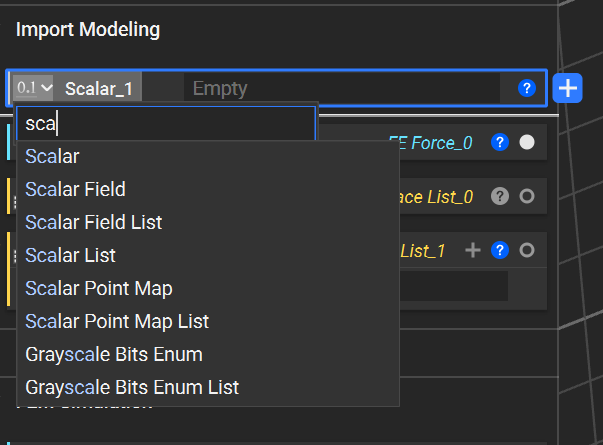 Import Modeling
0.1 Scalar_1 Empty ?
sca
FE Force_0 ?
Scalar
Scalar Field
ace List_0 ?
Scalar Field List
Scalar List
List_1 + ?
Scalar Point Map
Scalar Point Map List
Grayscale Bits Enum
Grayscale Bits Enum List